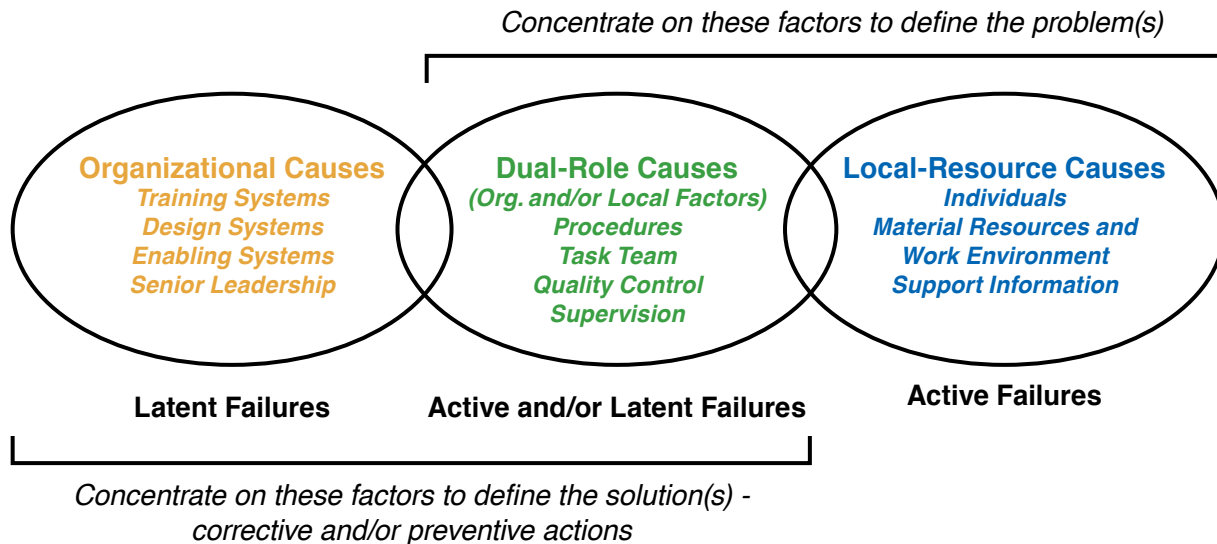 Concentrate on these factors to define the problem(s)
Organizational Causes
Training Systems
Design Systems
Enabling Systems
Senior Leadership
Dual-Role Causes
(Org. and/or Local Factors)
Procedures
Task Team
Quality Control
Supervision
Local-Resource Causes
Individuals
Material Resources and
Work Environment
Support Information
Latent Failures
Active and/or Latent Failures
Active Failures
Concentrate on these factors to define the solution(s) -
corrective and/or preventive actions